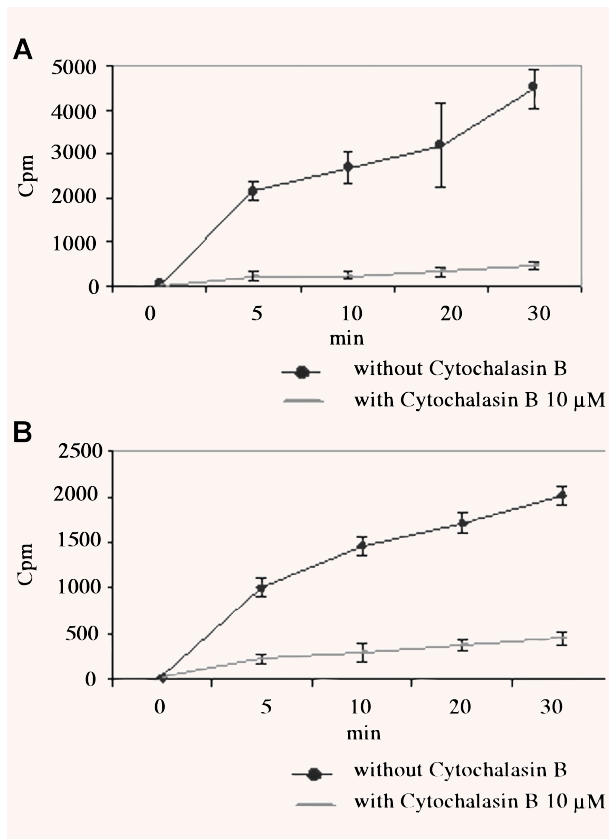 A
5000
4000
3000
2000
1000
0
Cpm
0 5 10 20 30
min
without Cytochalasin B
with Cytochalasin B 10 µM
B
2500
2000
1500
1000
500
0
Cpm
0 5 10 20 30
min
without Cytochalasin B
with Cytochalasin B 10 µM